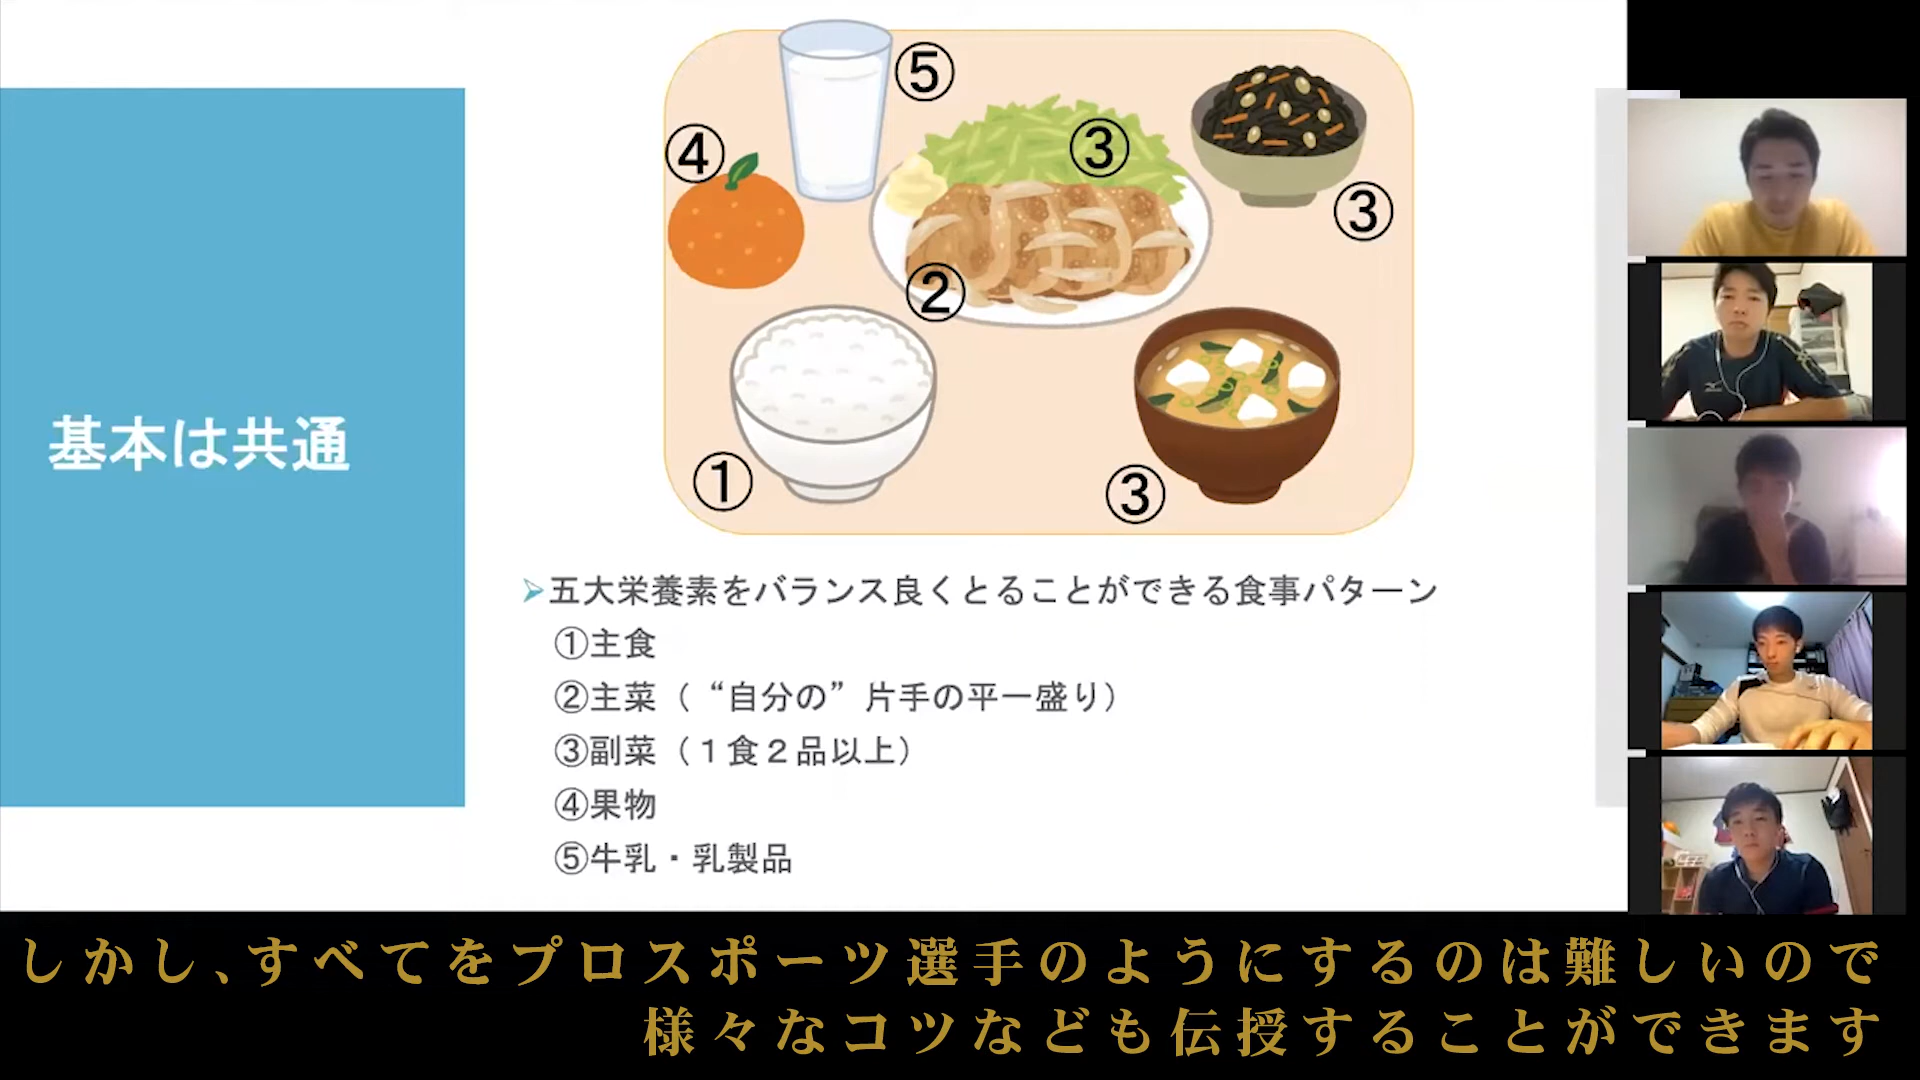 基本は共通
⑤
④
③
③
②
①
③
➢五大栄養素をバランス良くとることができる食事パターン
①主食
②主菜（“自分の”片手の平一盛り）
③副菜（１食２品以上）
④果物
⑤牛乳・乳製品
しかし、すべてをプロスポーツ選手のようにするのは難しいので
様々なコツなども伝授することができます